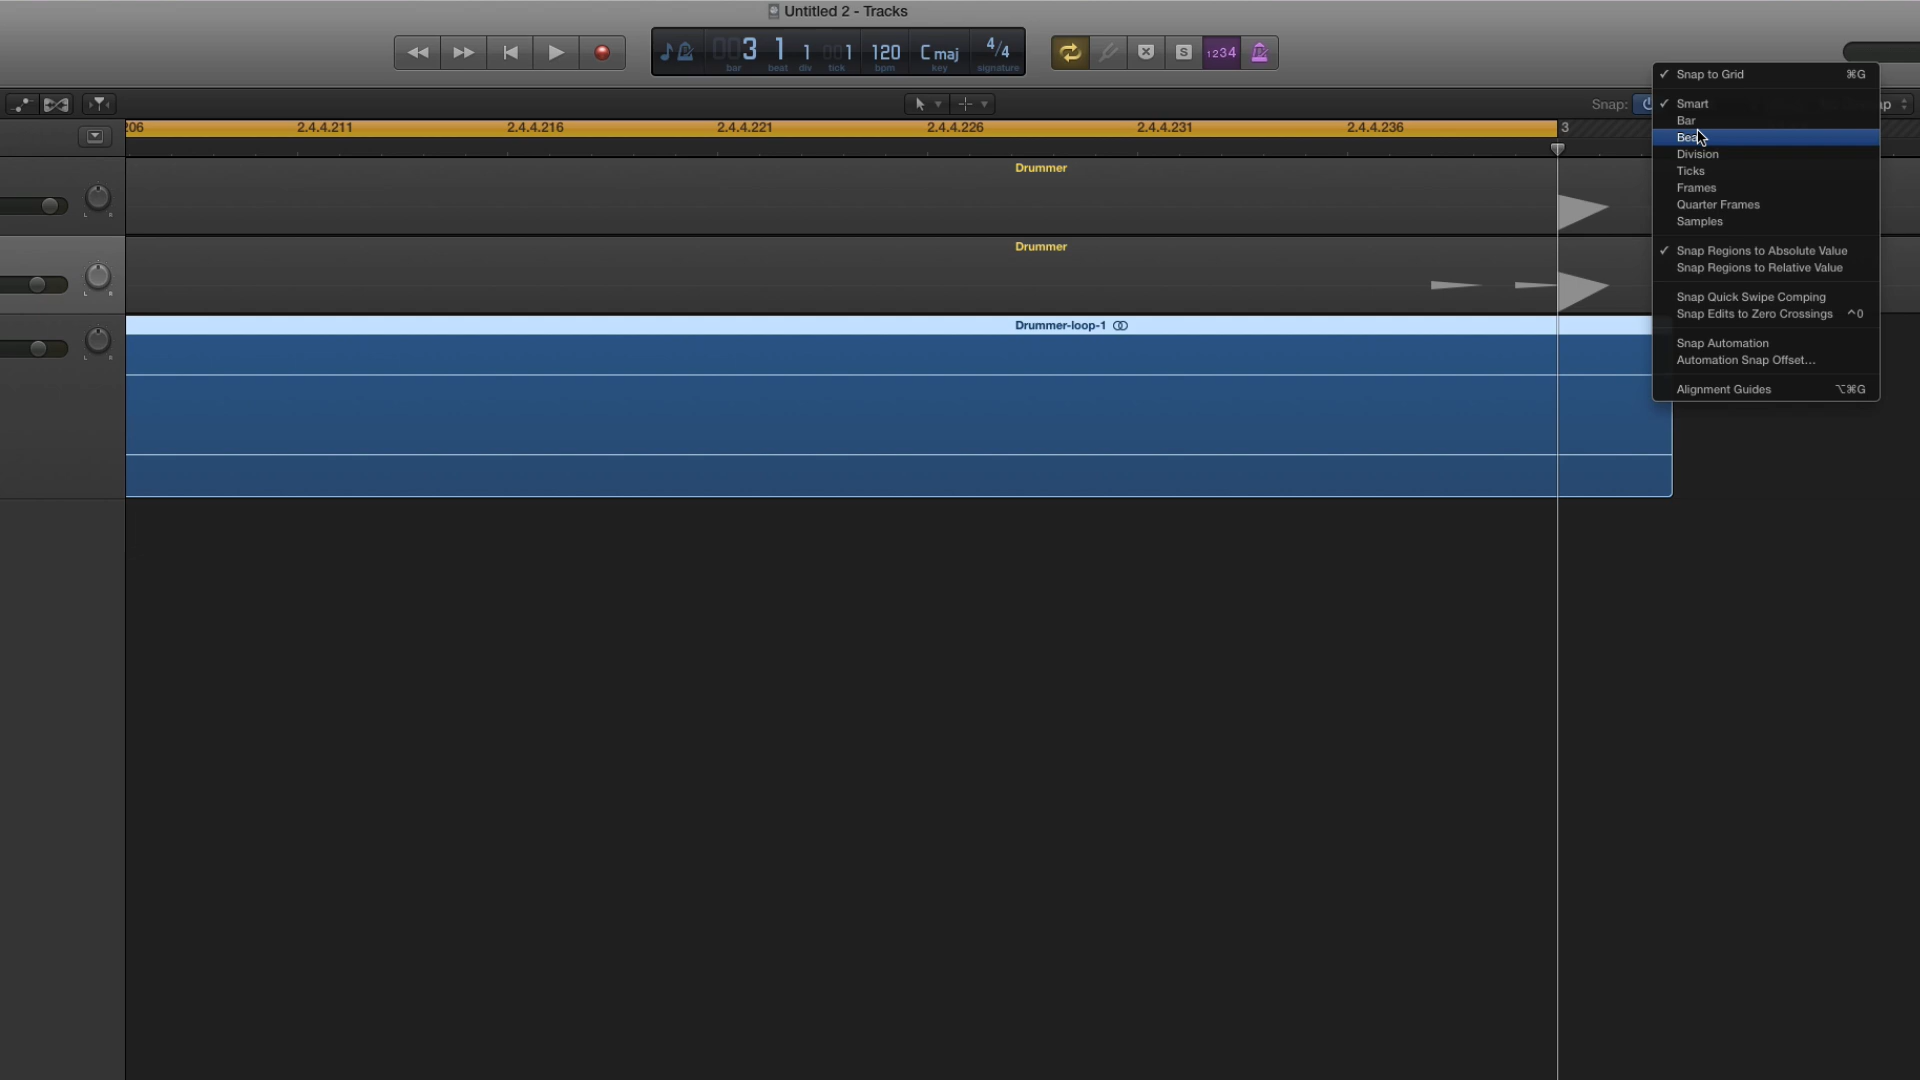 Untitled 2 - Tracks
3 1 1 1 120 C maj 4/4
bar beat div tick bpm key signature
S
1234
Snap:
206 2.4.4.211 2.4.4.216 2.4.4.221 2.4.4.226 2.4.4.231 2.4.4.236 3
Drummer
Drummer
Drummer-loop-1
L R
L R
L R
✓ Snap to Grid ⌘G
✓ Smart
Bar
Bea
Division
Ticks
Frames
Quarter Frames
Samples
✓ Snap Regions to Absolute Value
Snap Regions to Relative Value
Snap Quick Swipe Comping
Snap Edits to Zero Crossings ^0
Snap Automation
Automation Snap Offset...
Alignment Guides ⌥⌘G